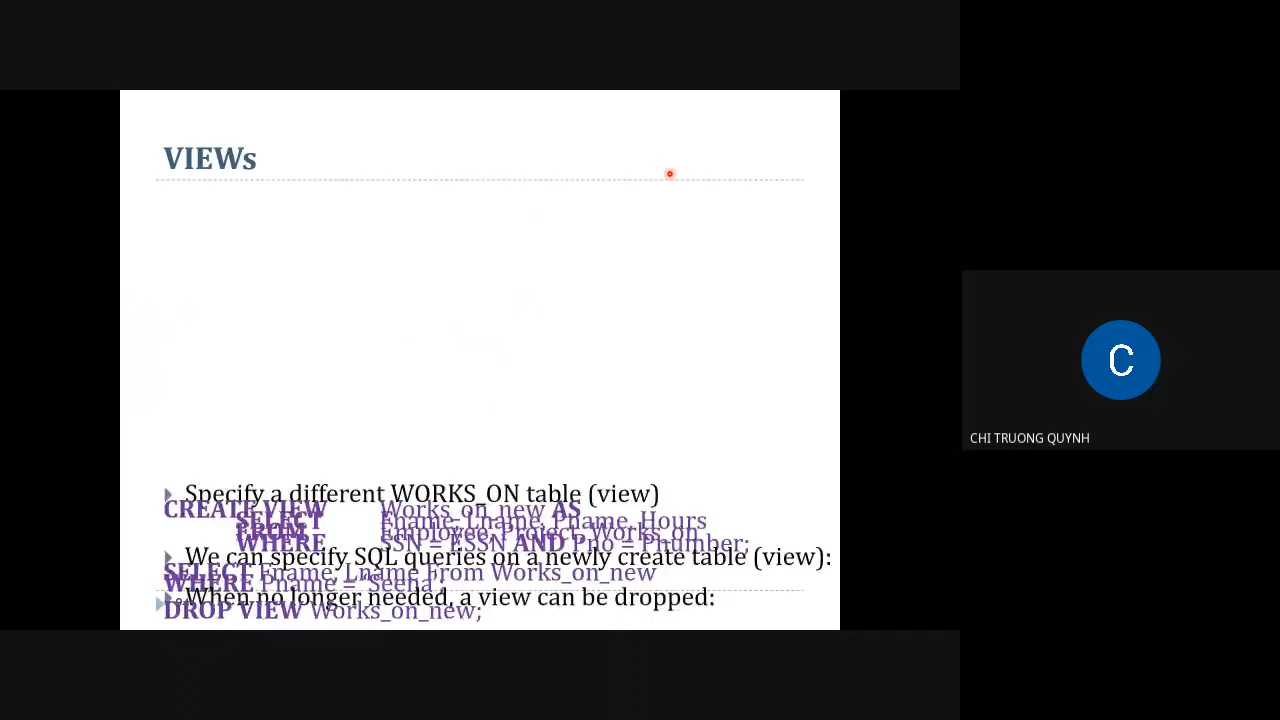 VIEWs
Specify a different WORKS_ON table (view)
CREATE VIEW Works_on_new AS
SELECT Fname, Lname, Pname, Hours
FROM Employee, Project, Works_on
WHERE SSN = ESSN AND Pno = Pnumber;
We can specify SQL queries on a newly create table (view):
SELECT Fname, Lname From Works_on_new
WHERE Pname = 'Seena';
When no longer needed, a view can be dropped:
DROP VIEW Works_on_new;
C
CHI TRUONG QUYNH